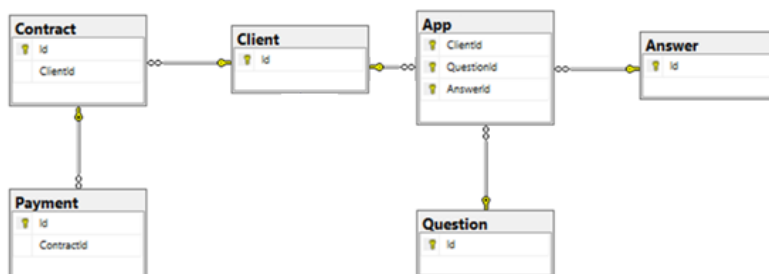 Contract
Id
ClientId
Client
Id
App
ClientId
QuestionId
AnswerId
Answer
Id
Payment
Id
ContractId
Question
Id